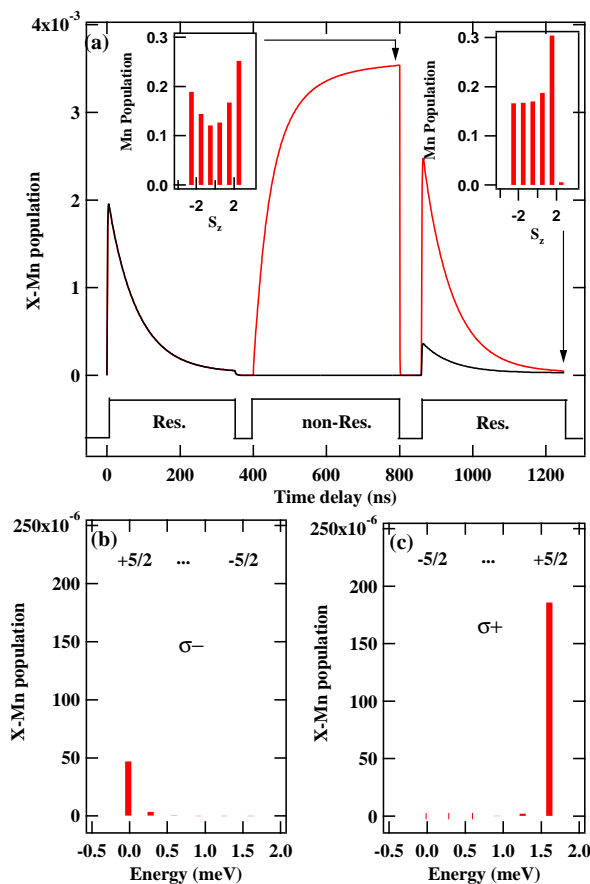 4x10-3
(a)
3
2
1
0
X-Mn population
0.3
0.2
0.1
0.0
Mn Population
-2
2
Sz
0.3
0.2
0.1
0.0
Mn Population
-2
2
Sz
Res.
non-Res.
Res.
0
200
400
600
800
1000
1200
Time delay (ns)
250x10-6
(b)
+5/2 ... -5/2
σ−
200
150
100
50
0
X-Mn population
-0.5
0.0
0.5
1.0
1.5
2.0
Energy (meV)
250x10-6
(c)
-5/2 ... +5/2
σ+
200
150
100
50
0
X-Mn population
-0.5
0.0
0.5
1.0
1.5
2.0
Energy (meV)